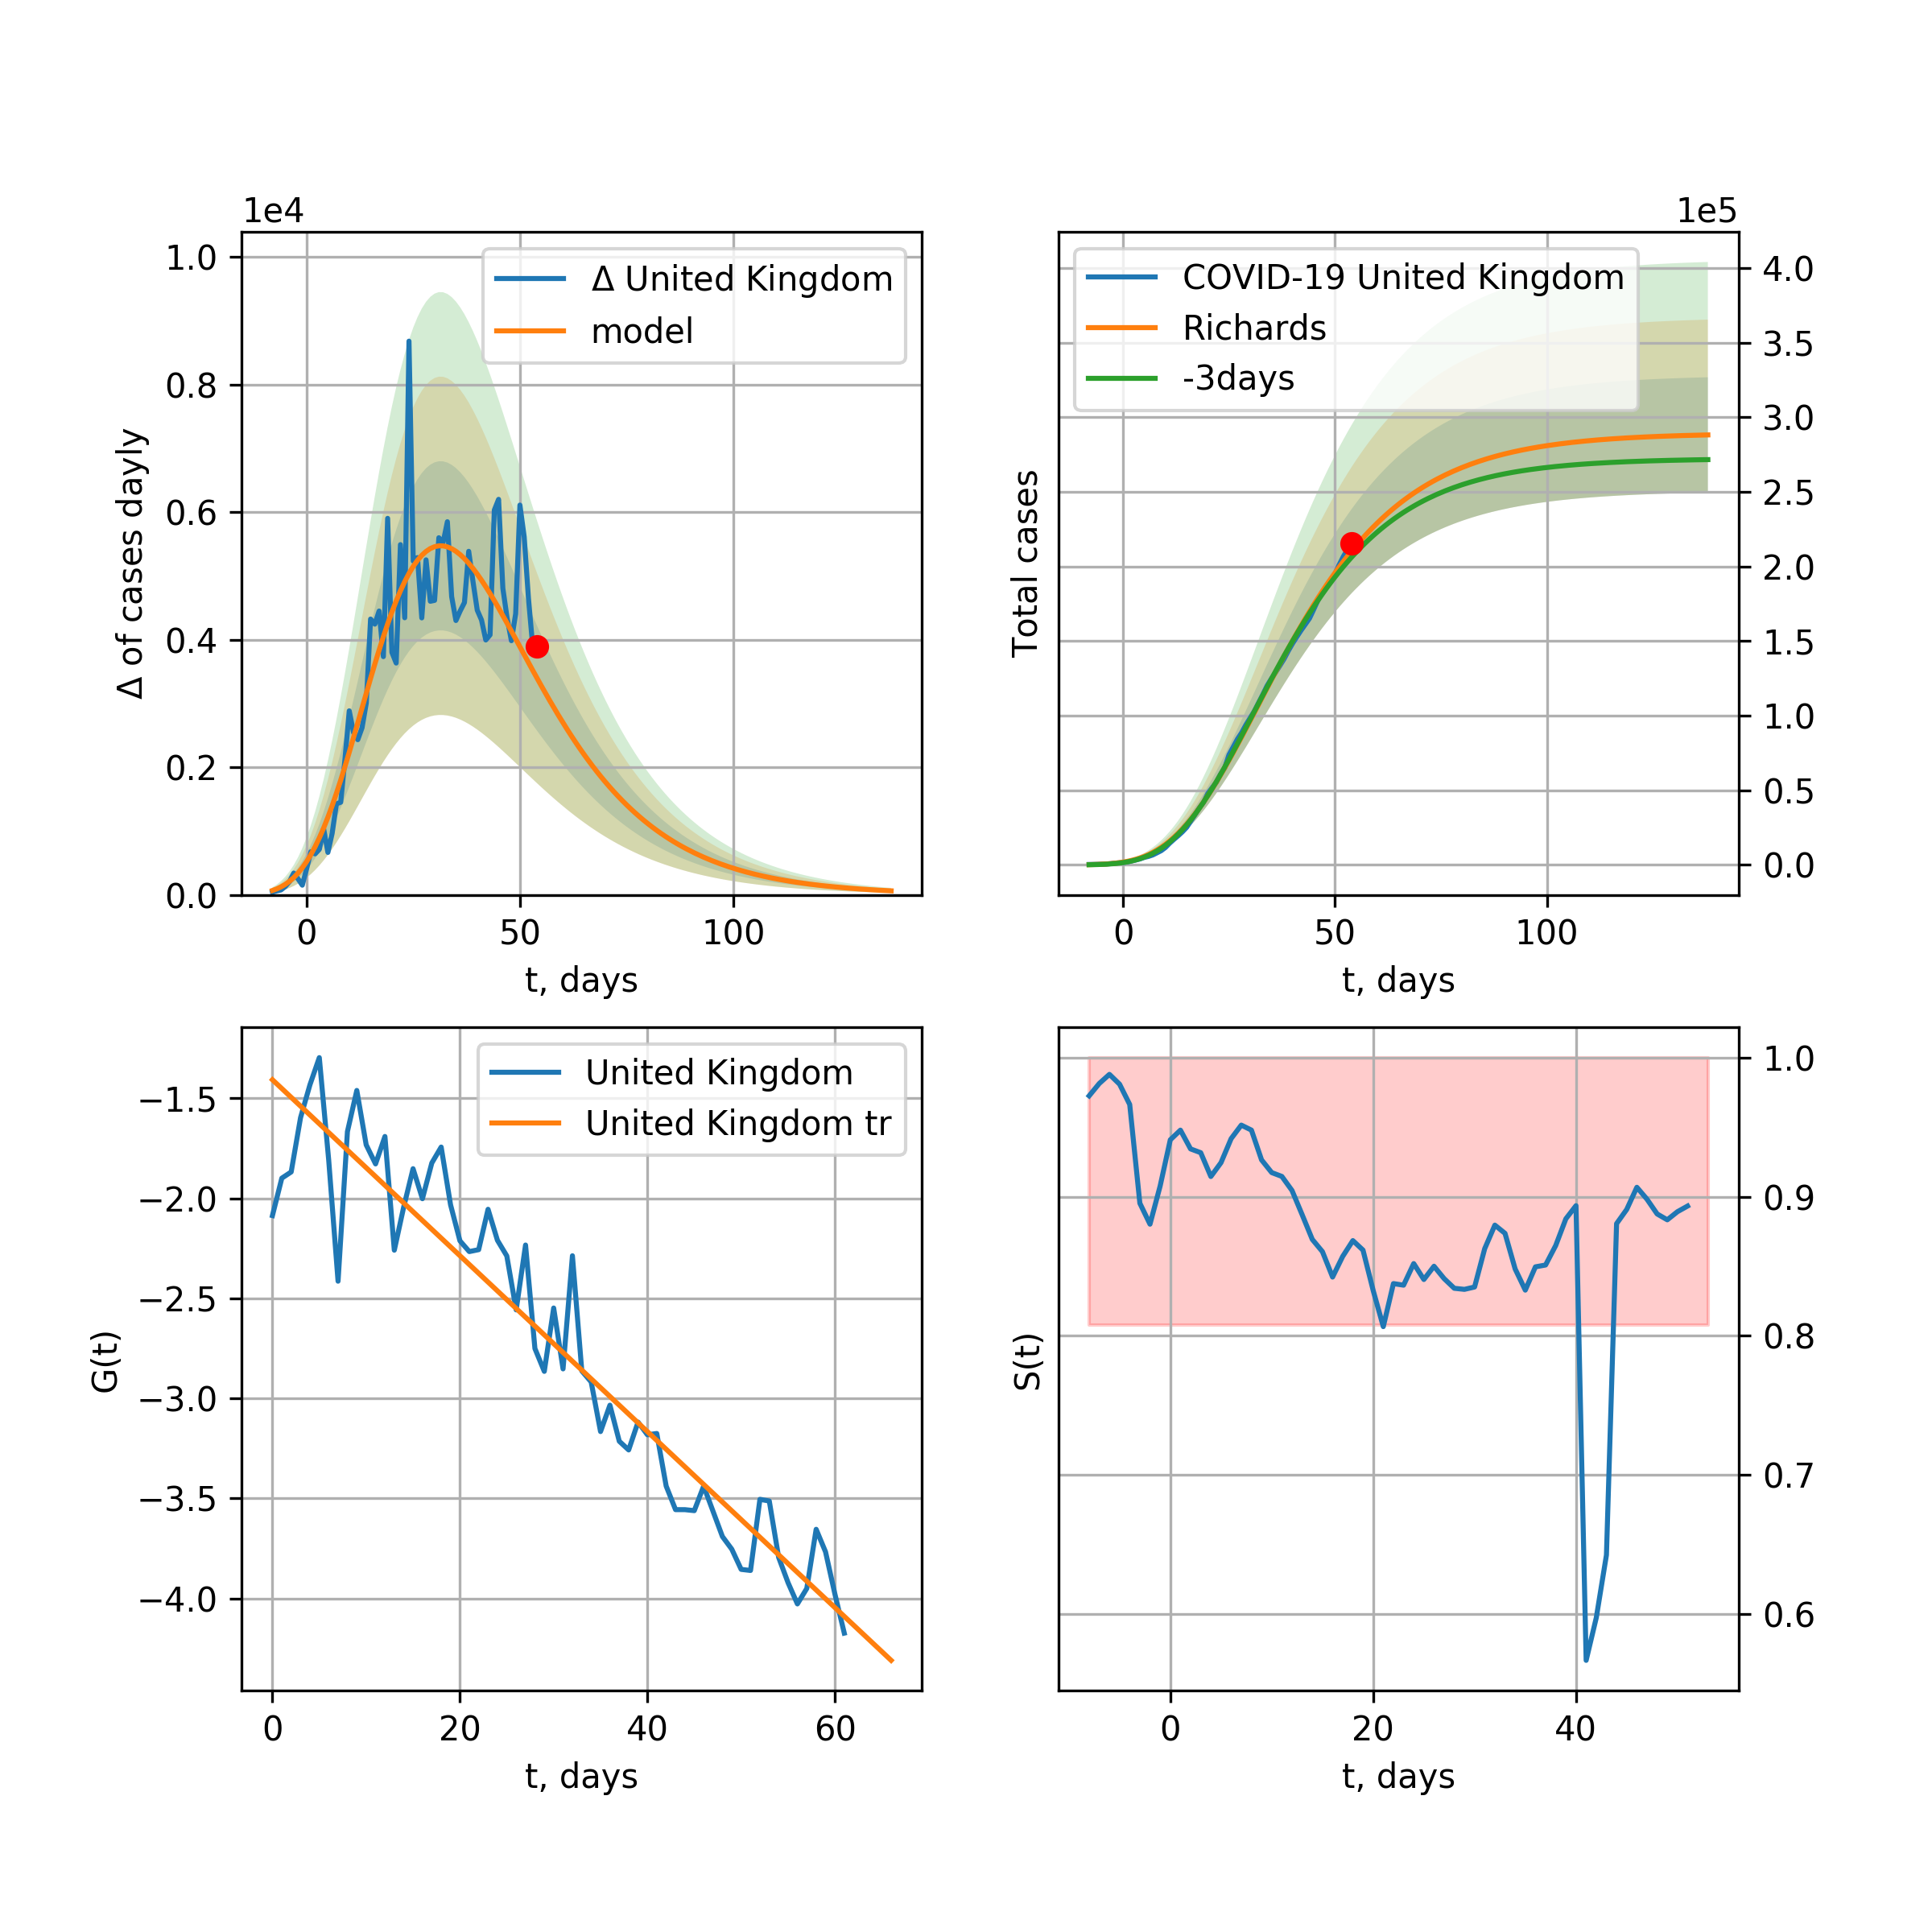 1e4
1.0
0.8
0.6
0.4
0.2
0.0
Δ of cases dayly
Δ United Kingdom
model
0
50
100
t, days
1e5
COVID-19 United Kingdom
Richards
-3days
Total cases
4.0
3.5
3.0
2.5
2.0
1.5
1.0
0.5
0.0
0
50
100
t, days
United Kingdom
United Kingdom tr
G(t)
−1.5
−2.0
−2.5
−3.0
−3.5
−4.0
0
20
40
60
t, days
S(t)
1.0
0.9
0.8
0.7
0.6
0
20
40
t, days